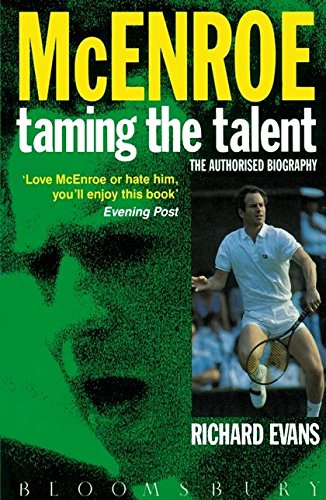 McENROE
taming the talent
THE AUTHORISED BIOGRAPHY
‘Love McEnroe or hate him,
you’ll enjoy this book’
Evening Post
RICHARD EVANS
BLOOMSBURY